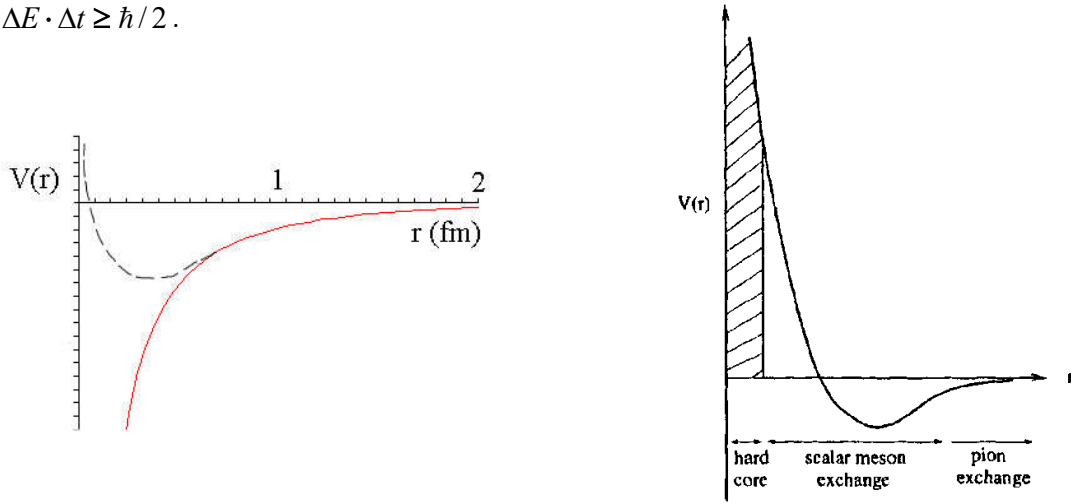 ΔE · Δt ≥ ħ / 2 .
V(r)
1
2
r (fm)
V(r)
r
hard core
scalar meson exchange
pion exchange